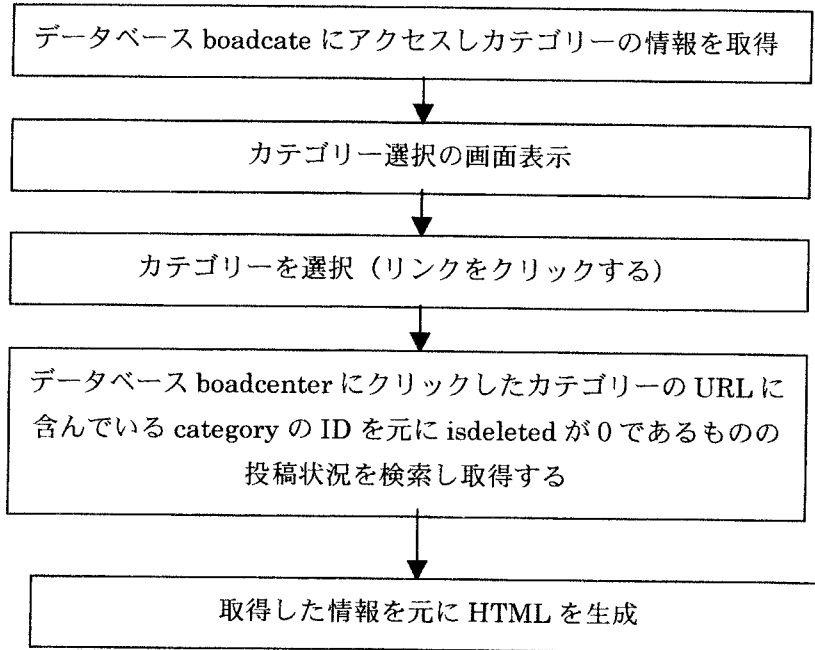 データベース boadcate にアクセスしカテゴリーの情報を取得
カテゴリー選択の画面表示
カテゴリーを選択（リンクをクリックする）
データベース boadcenter にクリックしたカテゴリーの URL に
含んでいる category の ID を元に isdeleted が 0 であるものの
投稿状況を検索し取得する
取得した情報を元に HTML を生成